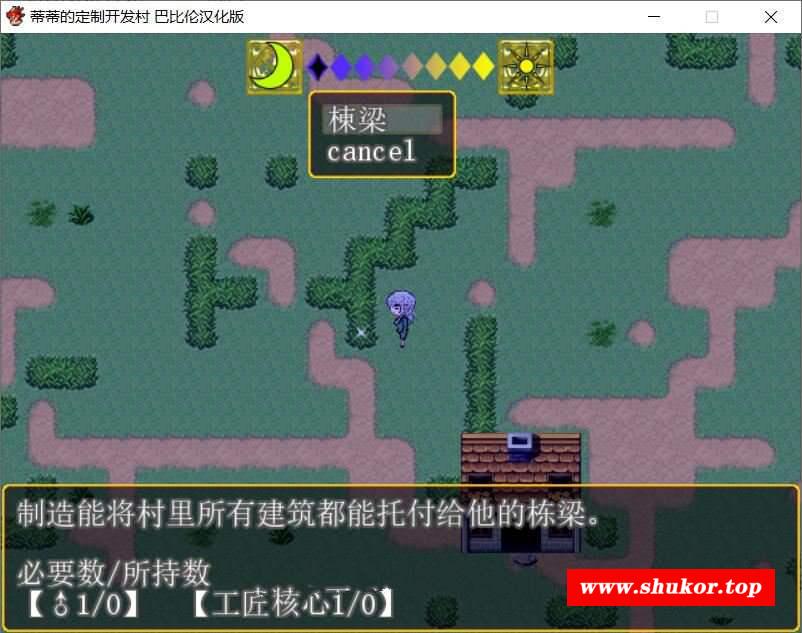 蒂蒂的定制开发村 巴比伦汉化版
棟梁
cancel
制造能将村里所有建筑都能托付给他的栋梁。
必要数/所持数
【♂1/0】 【工匠核心1/0】
www.shukor.top